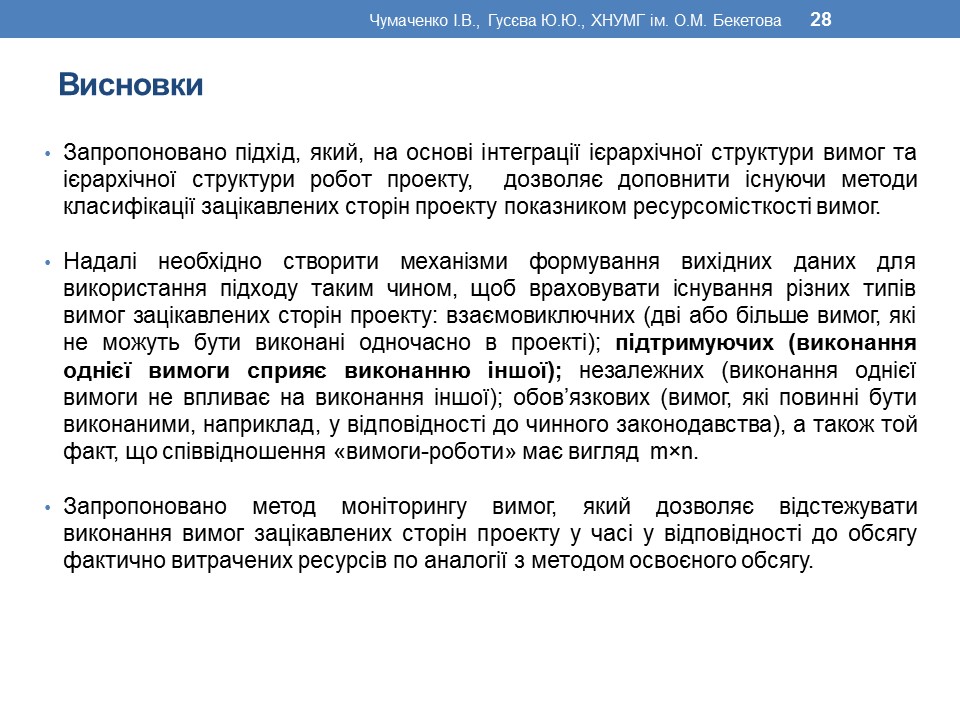 Чумаченко І.В., Гусєва Ю.Ю., ХНУМГ ім. О.М. Бекетова 28
Висновки
• Запропоновано підхід, який, на основі інтеграції ієрархічної структури вимог та
ієрархічної структури робот проекту, дозволяє доповнити існуючи методи
класифікації зацікавлених сторін проекту показником ресурсомісткості вимог.
• Надалі необхідно створити механізми формування вихідних даних для
використання підходу таким чином, щоб враховувати існування різних типів
вимог зацікавлених сторін проекту: взаємовиключних (дві або більше вимог, які
не можуть бути виконані одночасно в проекті); підтримуючих (виконання
однієї вимоги сприяє виконанню іншої); незалежних (виконання однієї
вимоги не впливає на виконання іншої); обов’язкових (вимог, які повинні бути
виконаними, наприклад, у відповідності до чинного законодавства), а також той
факт, що співвідношення «вимоги-роботи» має вигляд m×n.
• Запропоновано метод моніторингу вимог, який дозволяє відстежувати
виконання вимог зацікавлених сторін проекту у часі у відповідності до обсягу
фактично витрачених ресурсів по аналогії з методом освоєного обсягу.